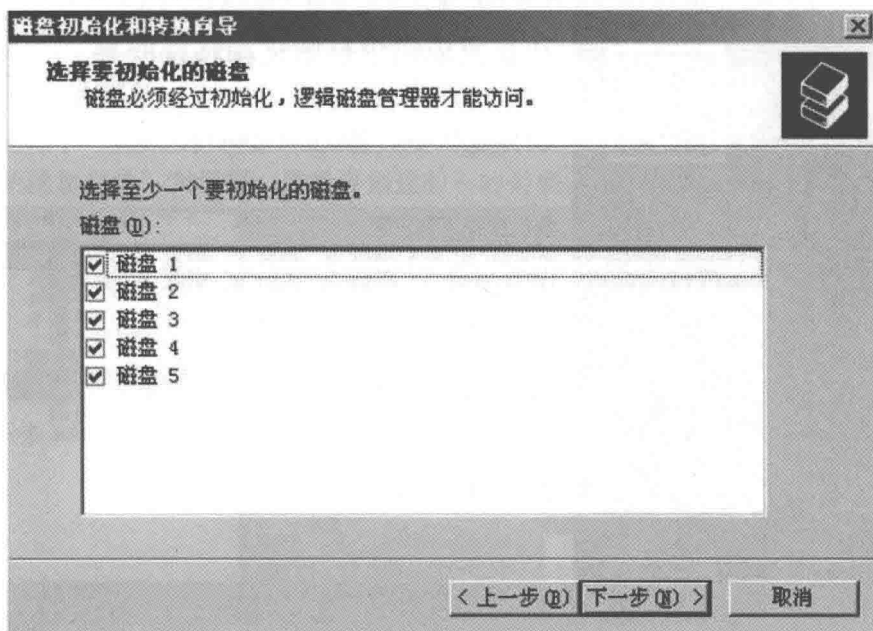 磁盘初始化和转换向导
选择要初始化的磁盘
磁盘必须经过初始化，逻辑磁盘管理器才能访问。
选择至少一个要初始化的磁盘。
磁盘(D):
磁盘 1
磁盘 2
磁盘 3
磁盘 4
磁盘 5
< 上一步(B) 下一步(N) > 取消